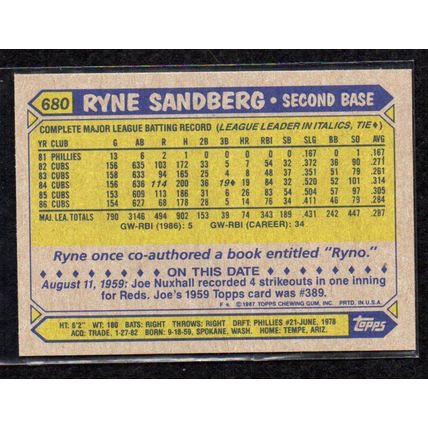 680 RYNE SANDBERG • SECOND BASE
COMPLETE MAJOR LEAGUE BATTING RECORD (LEAGUE LEADER IN ITALICS, TIE♦)
YR CLUB G AB R H 2B 3B HR RBI SB SLG BB SO AVG
81 PHILLIES 13 6 2 1 0 0 0 0 0 .167 0 1 .167
82 CUBS 156 635 103 172 33 5 7 54 32 .372 36 90 .271
83 CUBS 158 633 94 165 25 4 8 48 37 .351 51 79 .261
84 CUBS 156 636 114 200 36 19♦ 19 84 32 .520 52 101 .314
85 CUBS 153 609 113 186 31 6 26 83 54 .504 57 97 .305
86 CUBS 154 627 68 178 28 5 14 76 34 .411 46 79 .284
MAJ. LEA. TOTALS 790 3146 494 902 153 39 74 343 189 .431 242 447 .287
GW-RBI (1986): 5 GW-RBI (CAREER): 34
Ryne once co-authored a book entitled "Ryno."
♦ ♦ ♦ ♦ ♦ ♦ ON THIS DATE ♦ ♦ ♦ ♦ ♦ ♦
August 11, 1959: Joe Nuxhall recorded 4 strikeouts in one inning
for Reds. Joe's 1959 Topps card was #389.
©1987 TOPPS CHEWING GUM, INC. PRTD. IN U.S.A.
HT: 6'2" WT: 180 BATS: RIGHT THROWS: RIGHT DRFT: PHILLIES #21-JUNE, 1978
ACQ: TRADE, 1-27-82 BORN: 9-18-59, SPOKANE, WASH. HOME: TEMPE, ARIZ.
topps